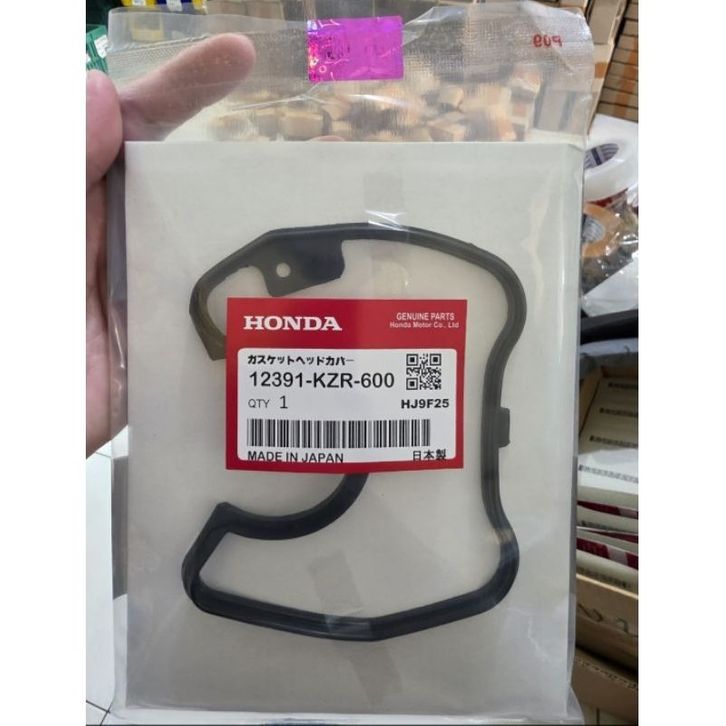 P09
HONDA
GENUINE PARTS
Honda Motor Co., Ltd
ガスケットヘッドカバー
12391-KZR-600
QTY 1
HJ9F25
MADE IN JAPAN
日本製